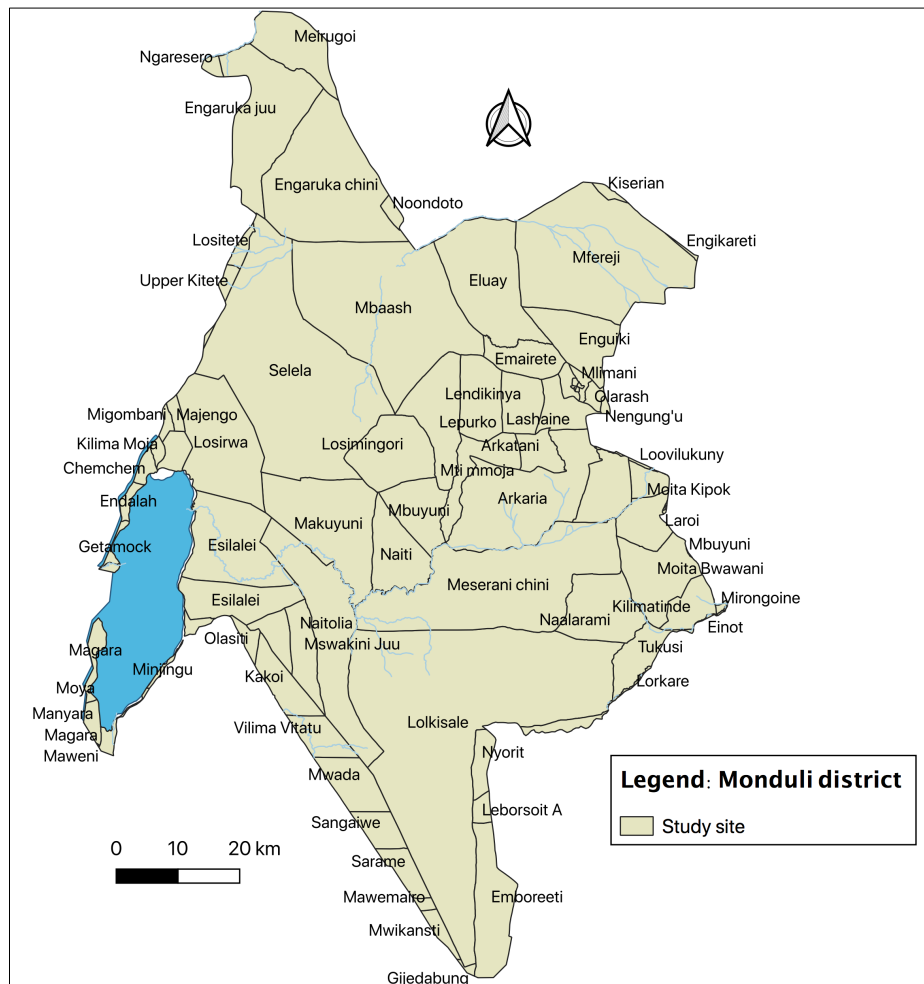 Meirugoi
Ngaresero
Engaruka juu
Engaruka chini
Noondoto
Kiserian
Lositete
Engikareti
Mfereji
Upper Kitete
Eluay
Mbaash
Enguiki
Emairete
Selela
Mlimani
Lendikinya
Olarash
Migombani
Majengo
Lepurko
Lashaine
Nengung'u
Kilima Moja
Losirwa
Losimingori
Arkatani
Loovilukuny
Chemchem
Mti mmoja
Moita Kipok
Endalah
Arkaria
Mbuyuni
Makuyuni
Laroi
Getamock
Esilalei
Naiti
Mbuyuni
Moita Bwawani
Meserani chini
Esilalei
Mirongoine
Kilimatinde
Naitolia
Naalarami
Einot
Olasiti
Mswakini Juu
Tukusi
Magara
Minjingu
Kakoi
Lorkare
Moya
Manyara
Lolkisale
Vilima Vitatu
Magara
Maweni
Nyorit
Mwada
Legend: Monduli district
Leborsoit A
Sangaiwe
Study site
0 10 20 km
Sarame
Mawemairo
Emboreeti
Mwikansti
Gijedabung